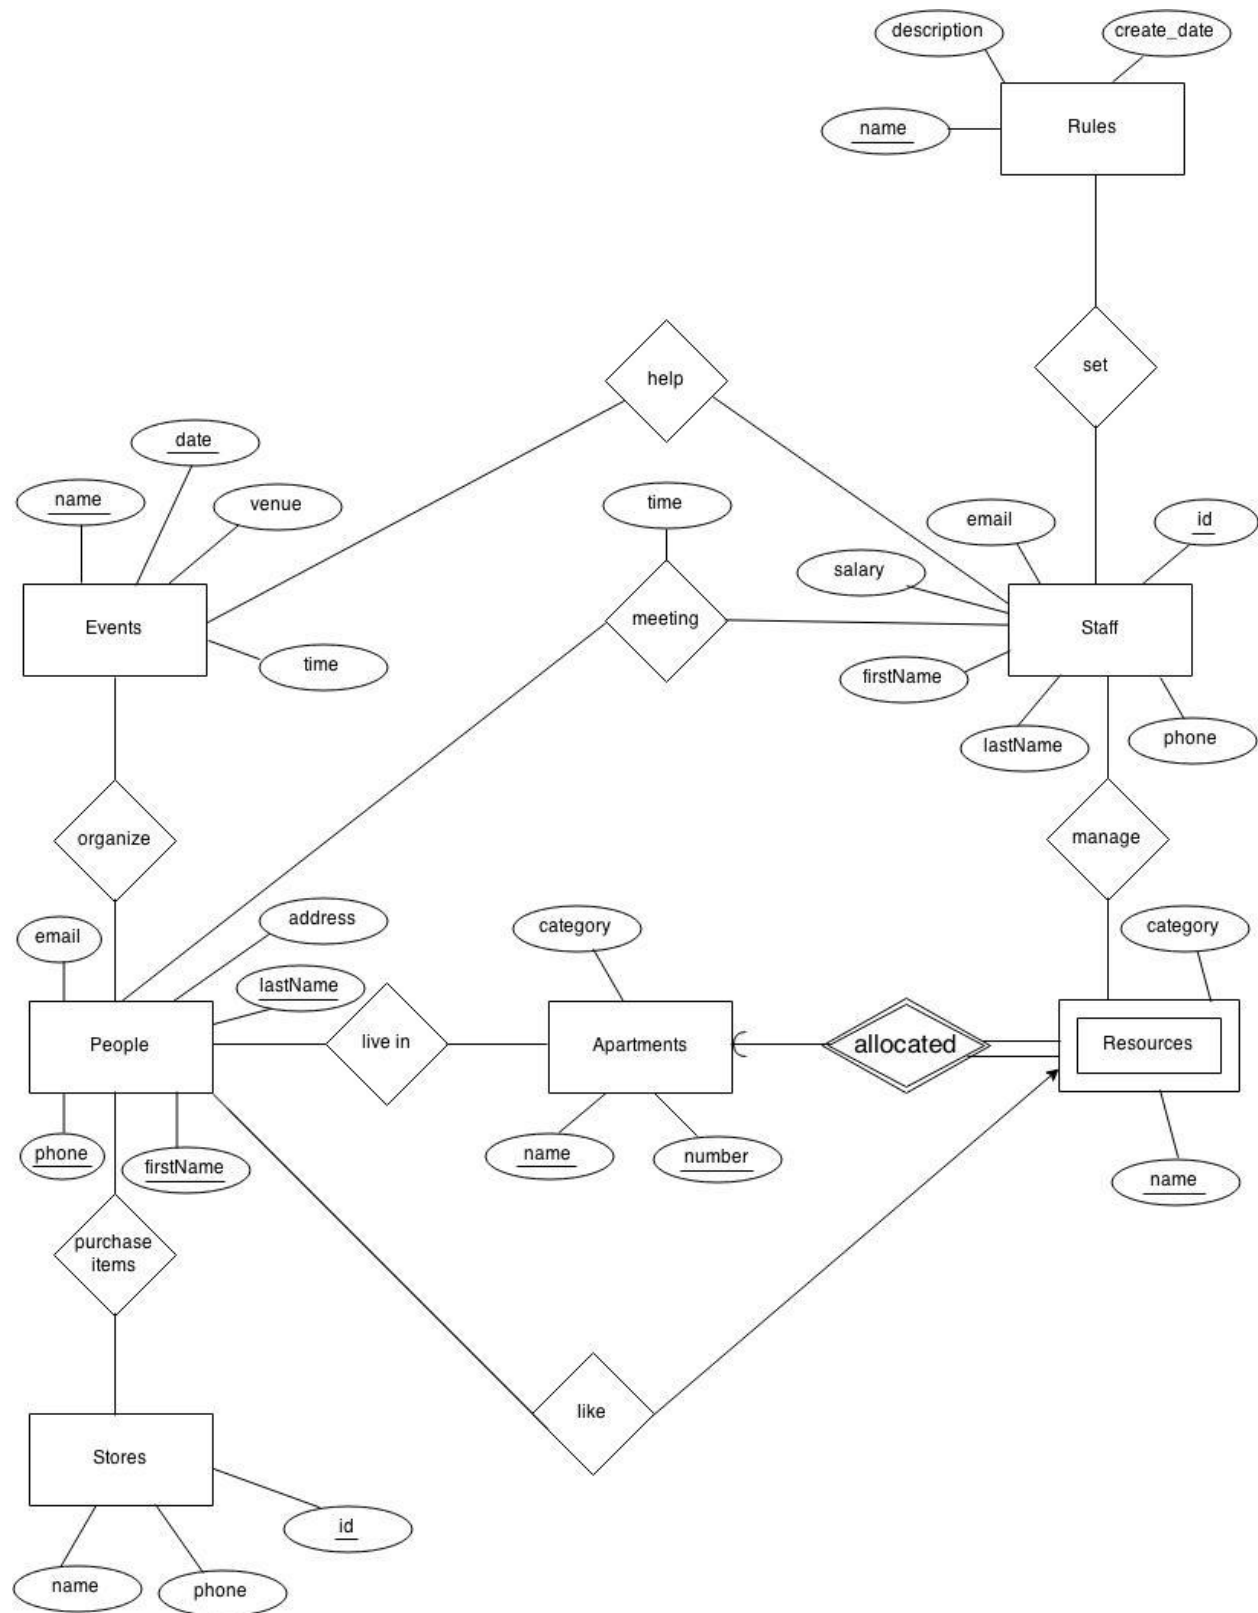 description
create_date
name
Rules
set
help
date
name
venue
time
email
id
salary
Events
meeting
Staff
time
firstName
lastName
phone
organize
manage
address
category
category
email
lastName
People
live in
Apartments
allocated
Resources
phone
firstName
name
number
name
purchase
items
like
Stores
id
name
phone